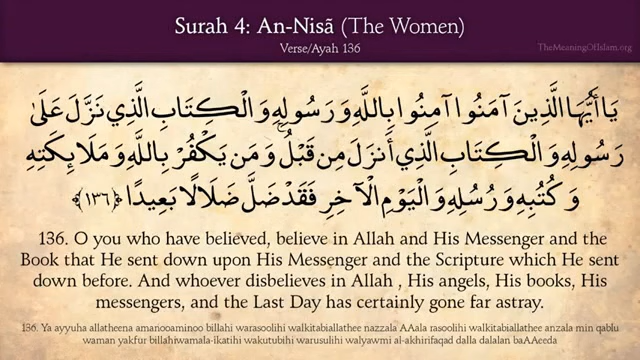 Surah 4: An-Nisã (The Women)
Verse/Ayah 136
TheMeaningOfIslam.org
يَا أَيُّهَا الَّذِينَ آمَنُوا آمِنُوا بِاللَّهِ وَرَسُولِهِ وَالْكِتَابِ الَّذِي نَزَّلَ عَلَىٰ
رَسُولِهِ وَالْكِتَابِ الَّذِي أَنزَلَ مِن قَبْلُ ۚ وَمَن يَكْفُرْ بِاللَّهِ وَمَلَائِكَتِهِ
وَكُتُبِهِ وَرُسُلِهِ وَالْيَوْمِ الْآخِرِ فَقَدْ ضَلَّ ضَلَالًا بَعِيدًا ﴿١٣٦﴾
136. O you who have believed, believe in Allah and His Messenger and the
Book that He sent down upon His Messenger and the Scripture which He sent
down before. And whoever disbelieves in Allah , His angels, His books, His
messengers, and the Last Day has certainly gone far astray.
136. Ya ayyuha allatheena amanooaminoo billahi warasoolihi walkitabiallathee nazzala AAala rasoolihi walkitabiallathee anzala min qablu
waman yakfur billahiwamala-ikatihi wakutubihi warusulihi walyawmi al-akhirifaqad dalla dalalan baAAeeda